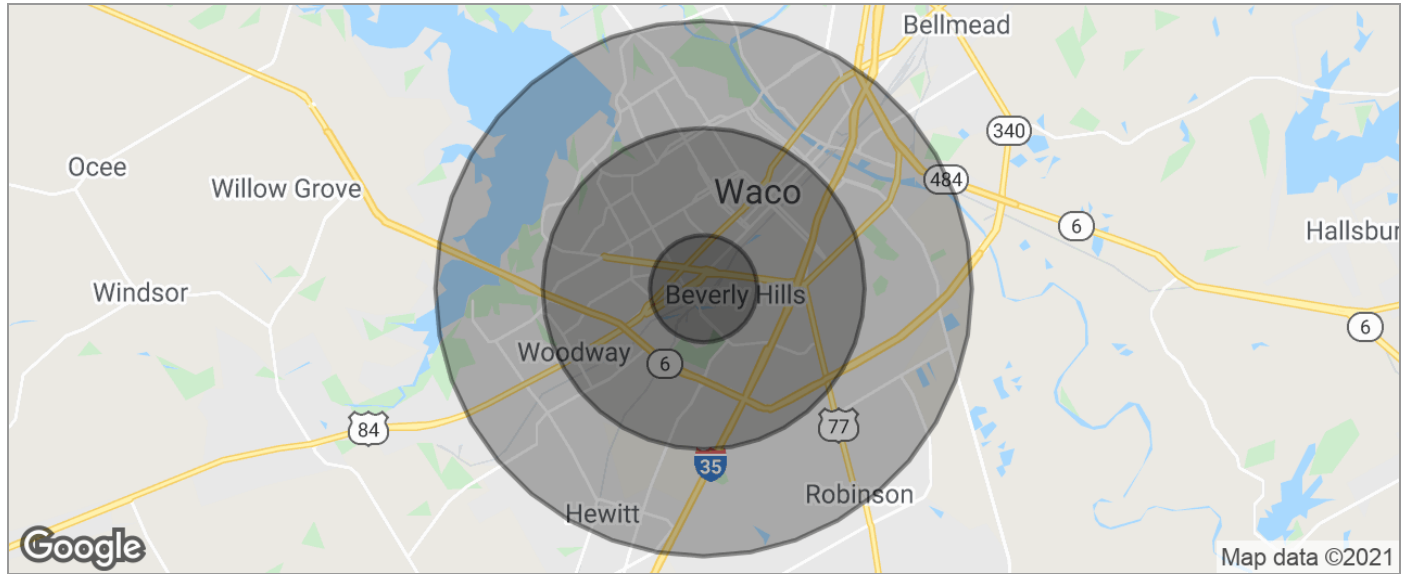 Bellmead
340
Ocee
Willow Grove
Waco
484
6
Hallsbur
Windsor
Beverly Hills
6
Woodway
6
84
77
35
Robinson
Hewitt
Google
Map data ©2021